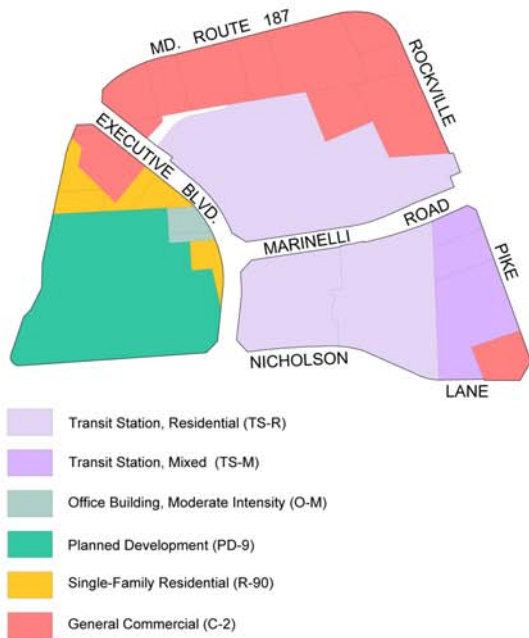 MD. ROUTE 187
ROCKVILLE
EXECUTIVE BLVD.
ROAD
MARINELLI
PIKE
NICHOLSON
LANE
Transit Station, Residential (TS-R)
Transit Station, Mixed (TS-M)
Office Building, Moderate Intensity (O-M)
Planned Development (PD-9)
Single-Family Residential (R-90)
General Commercial (C-2)